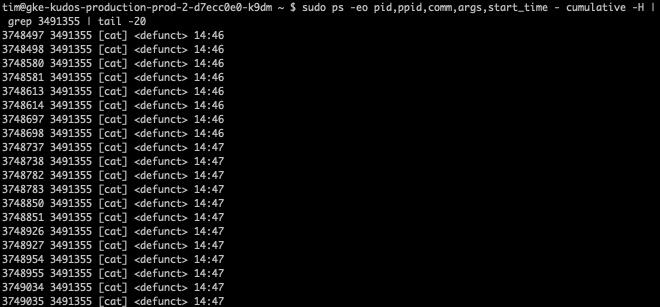 tim@gke-kudos-production-prod-2-d7ecc0e0-k9dm ~ $ sudo ps -eo pid,ppid,comm,args,start_time - cumulative -H |
grep 3491355 | tail -20
3748497 3491355 [cat] <defunct> 14:46
3748498 3491355 [cat] <defunct> 14:46
3748580 3491355 [cat] <defunct> 14:46
3748581 3491355 [cat] <defunct> 14:46
3748613 3491355 [cat] <defunct> 14:46
3748614 3491355 [cat] <defunct> 14:46
3748697 3491355 [cat] <defunct> 14:46
3748698 3491355 [cat] <defunct> 14:46
3748737 3491355 [cat] <defunct> 14:47
3748738 3491355 [cat] <defunct> 14:47
3748782 3491355 [cat] <defunct> 14:47
3748783 3491355 [cat] <defunct> 14:47
3748850 3491355 [cat] <defunct> 14:47
3748851 3491355 [cat] <defunct> 14:47
3748926 3491355 [cat] <defunct> 14:47
3748927 3491355 [cat] <defunct> 14:47
3748954 3491355 [cat] <defunct> 14:47
3748955 3491355 [cat] <defunct> 14:47
3749034 3491355 [cat] <defunct> 14:47
3749035 3491355 [cat] <defunct> 14:47